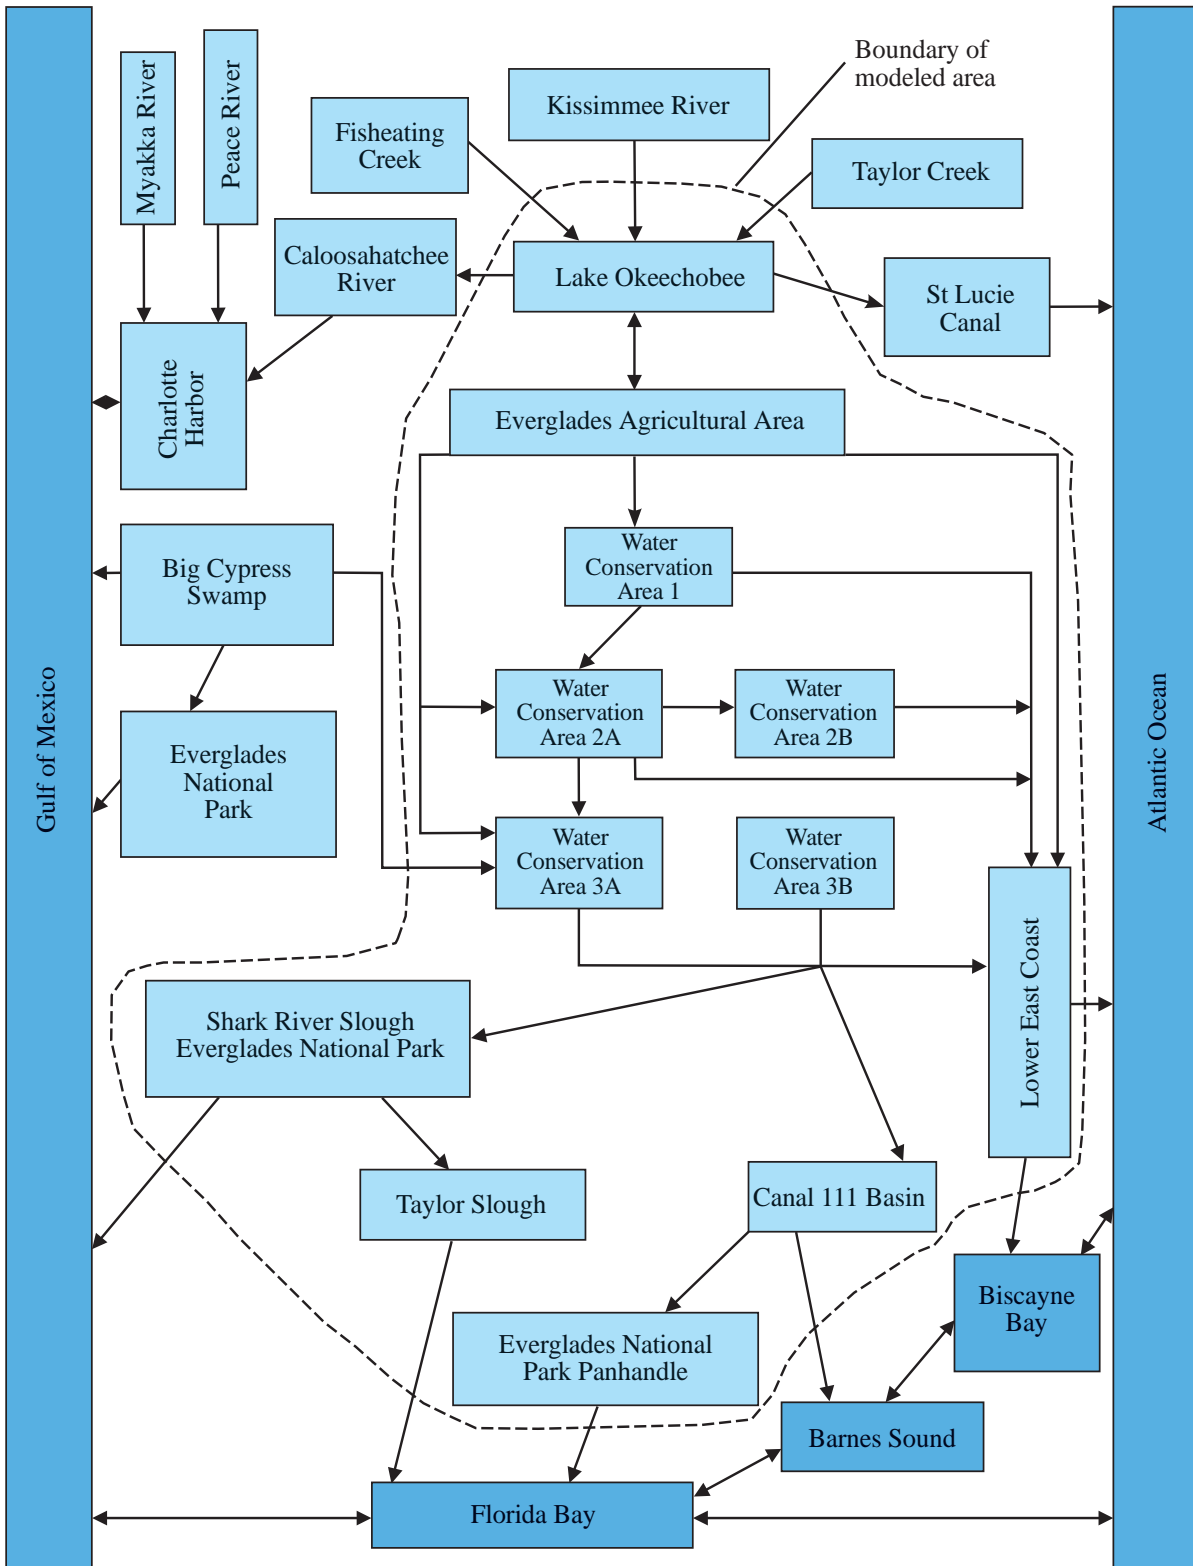 Boundary of
modeled area
Myakka River
Peace River
Fisheating
Creek
Kissimmee River
Taylor Creek
Caloosahatchee
River
Lake Okeechobee
St Lucie
Canal
Charlotte
Harbor
Everglades Agricultural Area
Big Cypress
Swamp
Water
Conservation
Area 1
Gulf of Mexico
Atlantic Ocean
Everglades
National
Park
Water
Conservation
Area 2A
Water
Conservation
Area 2B
Water
Conservation
Area 3A
Water
Conservation
Area 3B
Lower East Coast
Shark River Slough
Everglades National Park
Taylor Slough
Canal 111 Basin
Biscayne
Bay
Everglades National
Park Panhandle
Barnes Sound
Florida Bay